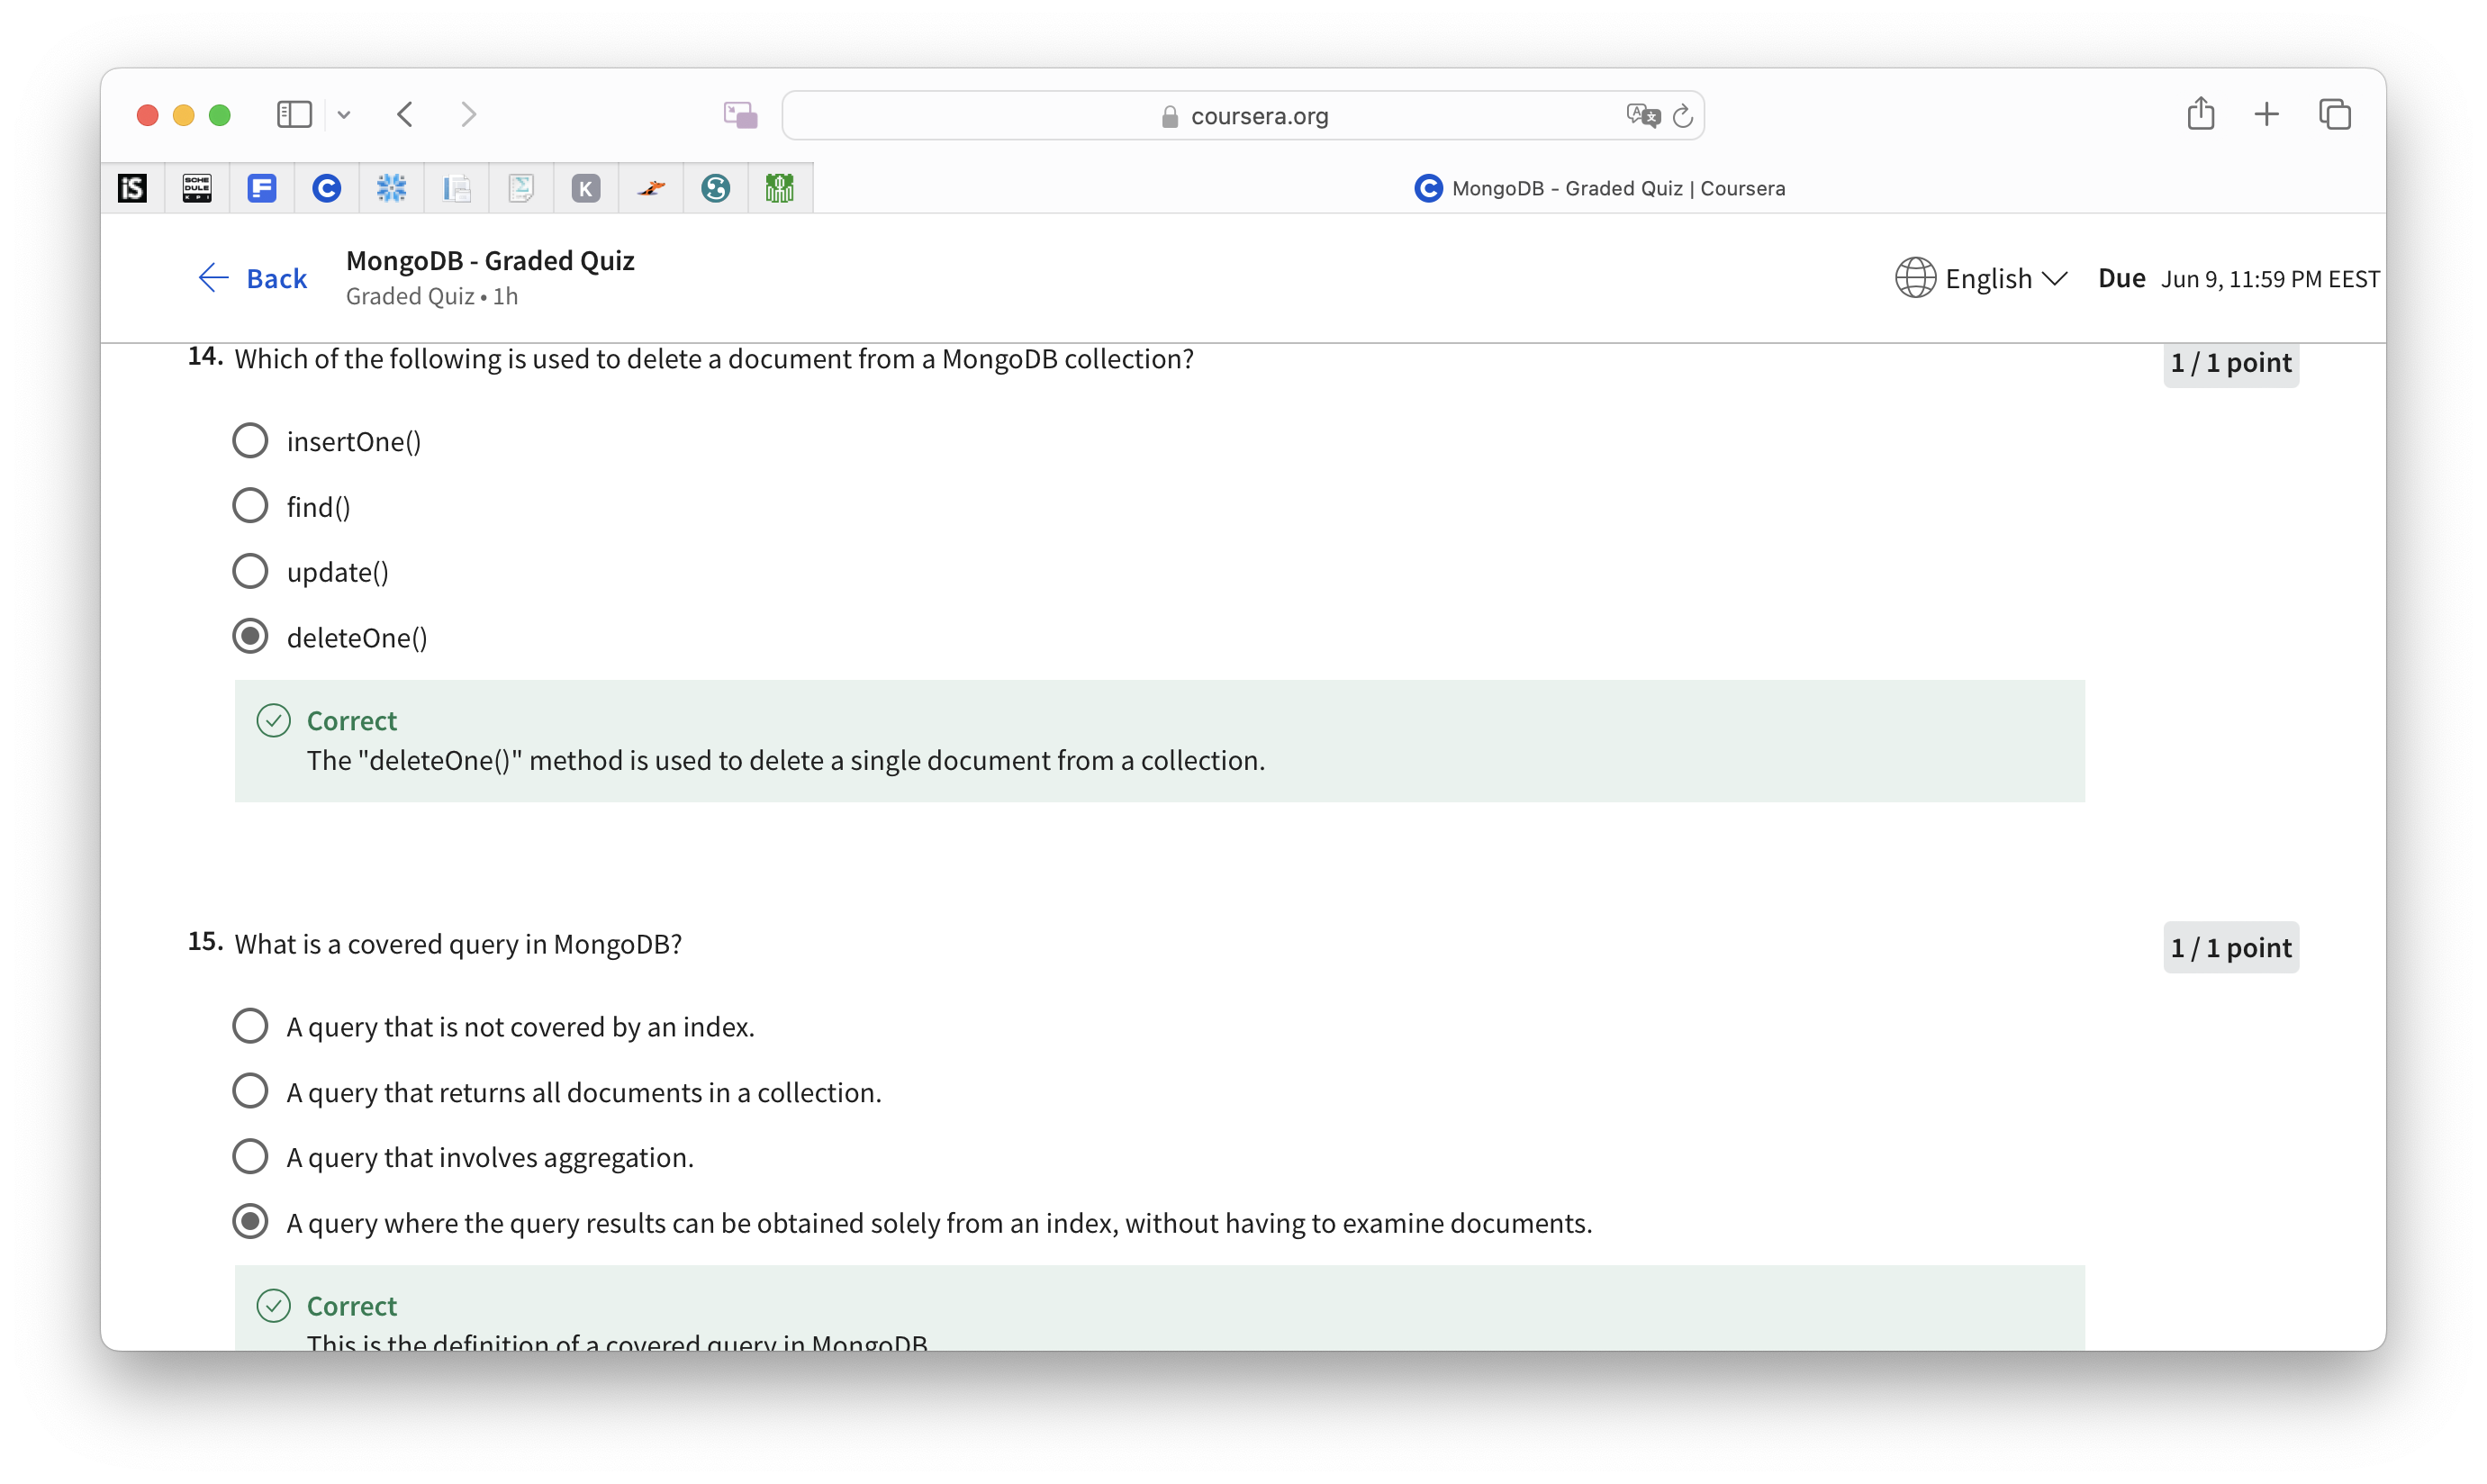 coursera.org
iS
SCHE
DULE
KPI
F
C
K
MongoDB - Graded Quiz | Coursera
Back
MongoDB - Graded Quiz
Graded Quiz • 1h
English
Due Jun 9, 11:59 PM EEST
14. Which of the following is used to delete a document from a MongoDB collection?
1 / 1 point
insertOne()
find()
update()
deleteOne()
Correct
The "deleteOne()" method is used to delete a single document from a collection.
15. What is a covered query in MongoDB?
1 / 1 point
A query that is not covered by an index.
A query that returns all documents in a collection.
A query that involves aggregation.
A query where the query results can be obtained solely from an index, without having to examine documents.
Correct
This is the definition of a covered query in MongoDB